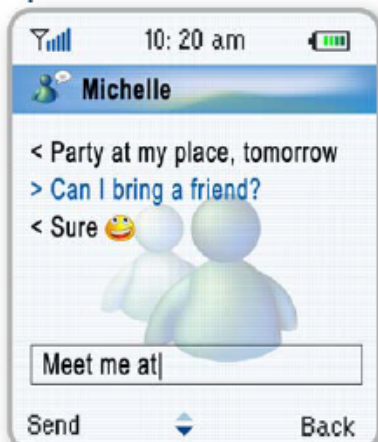 10: 20 am
Michelle
< Party at my place, tomorrow
> Can I bring a friend?
< Sure
Meet me at
Send Back